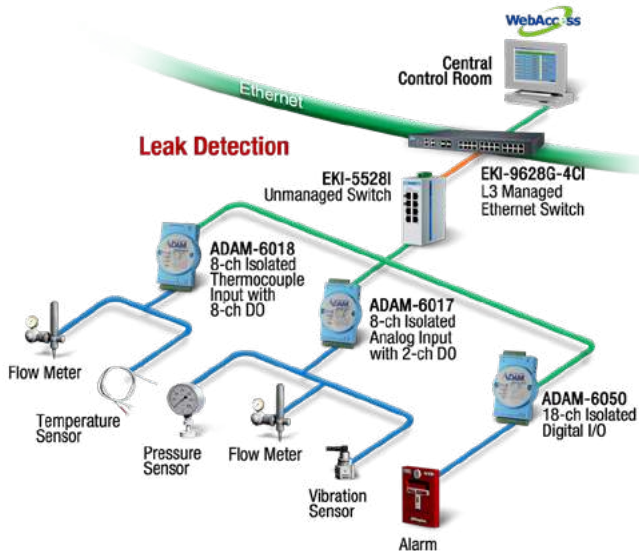 WebAccess
Central
Control Room
Ethernet
Leak Detection
EKI-5528I
Unmanaged Switch
EKI-9628G-4CI
L3 Managed
Ethernet Switch
ADAM-6018
8-ch Isolated
Thermocouple
Input with
8-ch DO
ADAM-6017
8-ch Isolated
Analog Input
with 2-ch DO
ADAM-6050
18-ch Isolated
Digital I/O
Flow Meter
Temperature
Sensor
Pressure
Sensor
Flow Meter
Vibration
Sensor
Alarm
ADAM
ADAM
ADAM